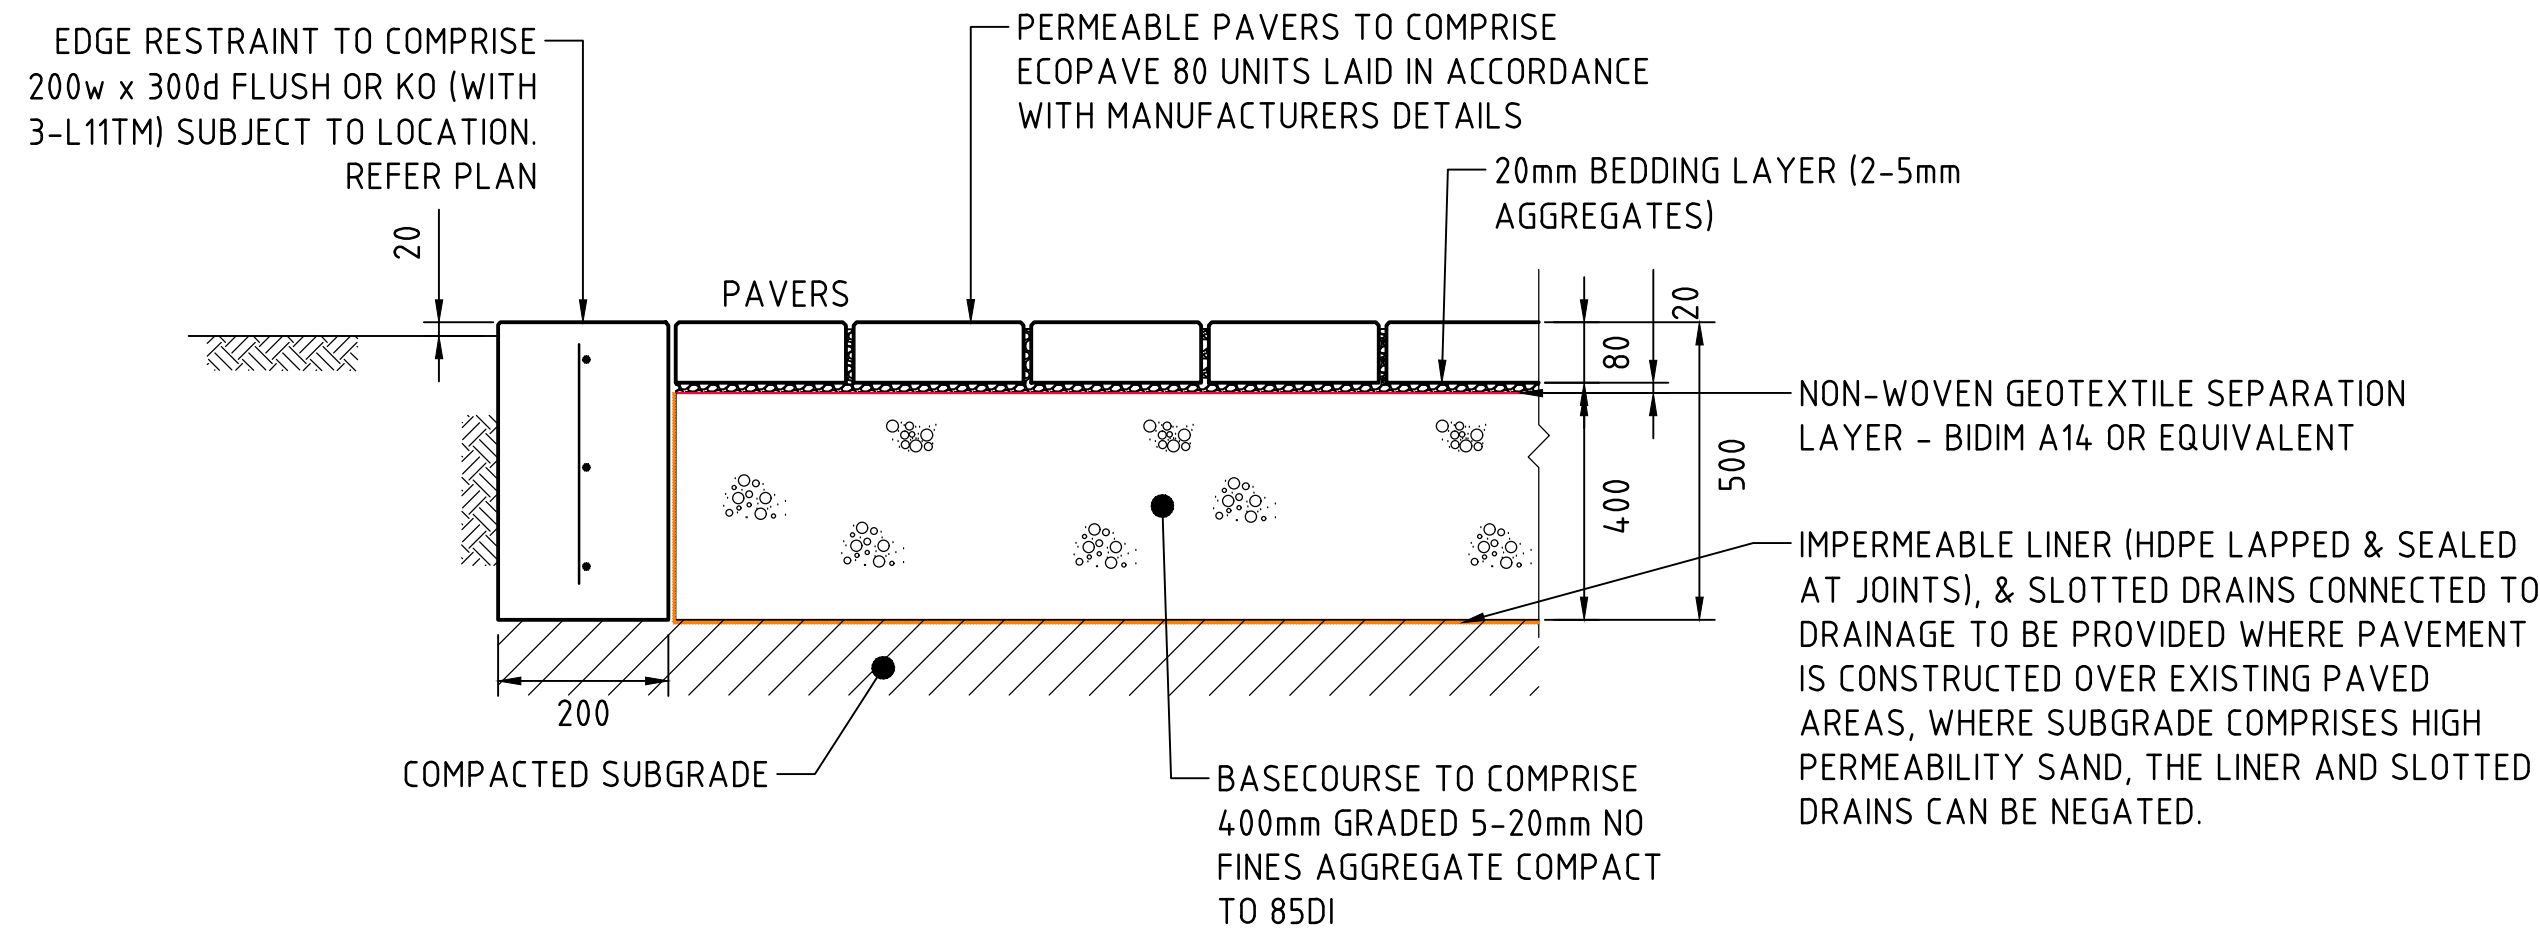 EDGE RESTRAINT TO COMPRISE
200w x 300d FLUSH OR KO (WITH
3-L11TM) SUBJECT TO LOCATION.
REFER PLAN
PERMEABLE PAVERS TO COMPRISE
ECOPAVE 80 UNITS LAID IN ACCORDANCE
WITH MANUFACTURERS DETAILS
20mm BEDDING LAYER (2-5mm
AGGREGATES)
20
PAVERS
20
80
NON-WOVEN GEOTEXTILE SEPARATION
LAYER - BIDIM A14 OR EQUIVALENT
500
400
IMPERMEABLE LINER (HDPE LAPPED & SEALED
AT JOINTS), & SLOTTED DRAINS CONNECTED TO
DRAINAGE TO BE PROVIDED WHERE PAVEMENT
IS CONSTRUCTED OVER EXISTING PAVED
AREAS, WHERE SUBGRADE COMPRISES HIGH
PERMEABILITY SAND, THE LINER AND SLOTTED
DRAINS CAN BE NEGATED.
200
COMPACTED SUBGRADE
BASECOURSE TO COMPRISE
400mm GRADED 5-20mm NO
FINES AGGREGATE COMPACT
TO 85DI